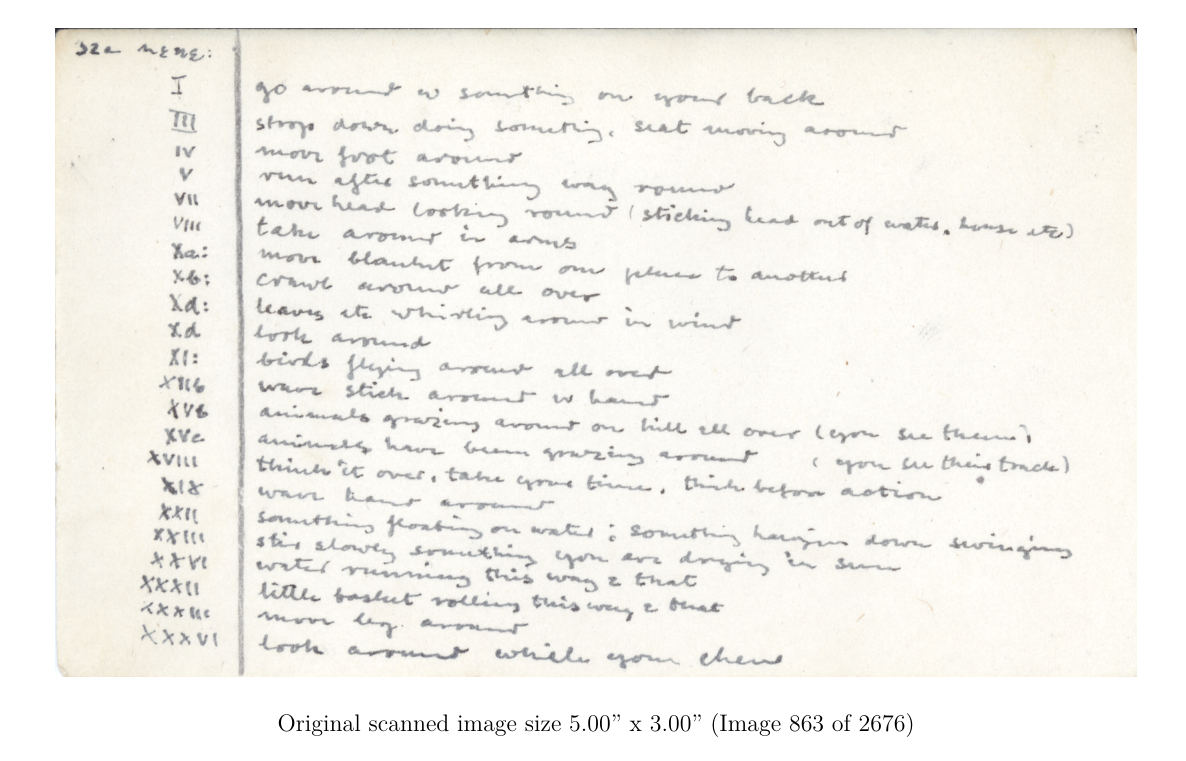 32a nene:
I go around w something on your back
III stoop down doing something, seat moving around
IV move foot around
V run after something way round
VII move head looking round (sticking head out of water, house etc)
VIII take around in arms
Xa: move blanket from one place to another
Xb: crawl around all over
Xd: leaves etc whirling around in wind
Xd look around
XI: birds flying around all over
XIIb wave stick around w hand
XVb animals grazing around on hill all over (you see them)
XVc animals have been grazing around (you see their track)
XVIII think it over, take your time, think before action
XIX wave hand around
XXII something floating on water; something hanging down swinging
XXIII stir slowly something you are drying in sun
XXVI water running this way & that
XXXII little basket rolling this way & that
move leg around
XXXVI look around while you chew
Original scanned image size 5.00” x 3.00” (Image 863 of 2676)